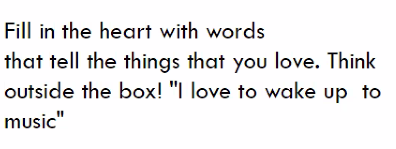 Fill in the heart with words
that tell the things that you love. Think
outside the box! "I love to wake up  to
music"